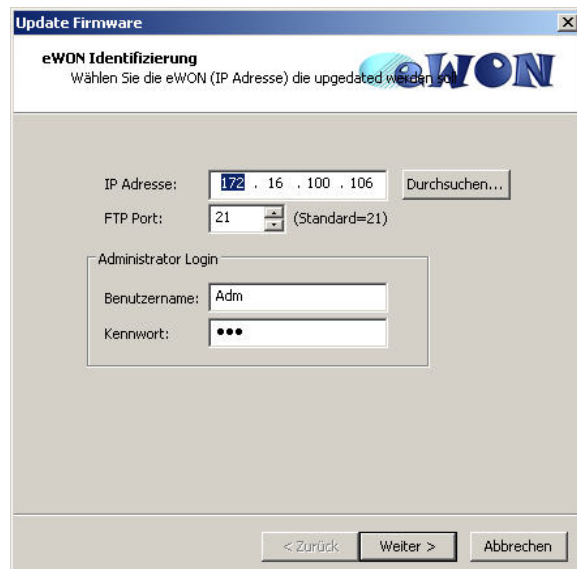 Update Firmware
eWON Identifizierung
Wählen Sie die eWON (IP Adresse) die upgedated werden soll
eWON
IP Adresse: 172 . 16 . 100 . 106 Durchsuchen...
FTP Port: 21 (Standard=21)
Administrator Login
Benutzername: Adm
Kennwort: •••
< Zurück Weiter > Abbrechen